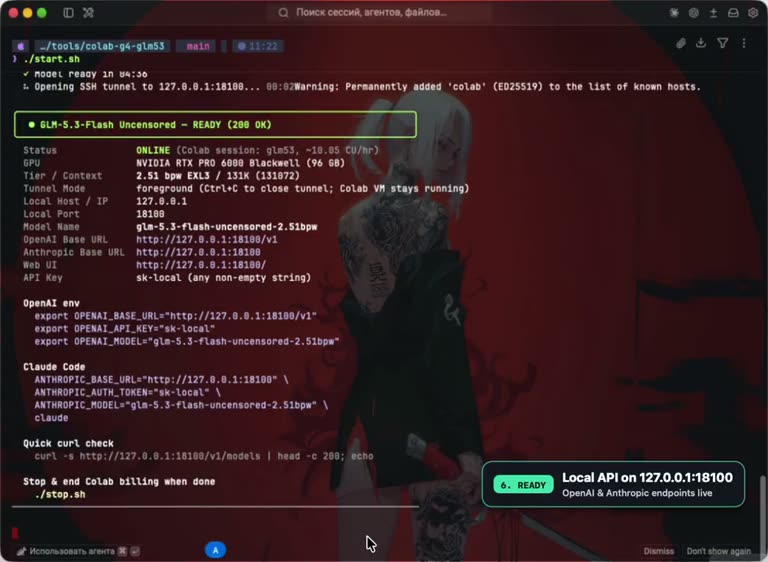 Поиск сессий, агентов, файлов...
…/tools/colab-g4-glm53 main 11:22
❯ ./start.sh
✓ Model ready in 04:36
Opening SSH tunnel to 127.0.0.1:18100... 00:02Warning: Permanently added 'colab' (ED25519) to the list of known hosts.
● GLM-5.3-Flash Uncensored — READY (200 OK)
Status ONLINE (Colab session: glm53, ~10.05 CU/hr)
GPU NVIDIA RTX PRO 6000 Blackwell (96 GB)
Tier / Context 2.51 bpw EXL3 / 131K (131072)
Tunnel Mode foreground (Ctrl+C to close tunnel; Colab VM stays running)
Local Host / IP 127.0.0.1
Local Port 18100
Model Name glm-5.3-flash-uncensored-2.51bpw
OpenAI Base URL http://127.0.0.1:18100/v1
Anthropic Base URL http://127.0.0.1:18100
Web UI http://127.0.0.1:18100/
API Key sk-local (any non-empty string)
OpenAI env
export OPENAI_BASE_URL="http://127.0.0.1:18100/v1"
export OPENAI_API_KEY="sk-local"
export OPENAI_MODEL="glm-5.3-flash-uncensored-2.51bpw"
Claude Code
ANTHROPIC_BASE_URL="http://127.0.0.1:18100" \
ANTHROPIC_AUTH_TOKEN="sk-local" \
ANTHROPIC_MODEL="glm-5.3-flash-uncensored-2.51bpw" \
claude
Quick curl check
curl -s http://127.0.0.1:18100/v1/models | head -c 200; echo
Stop & end Colab billing when done
./stop.sh
6. READY
Local API on 127.0.0.1:18100
OpenAI & Anthropic endpoints live
Использовать агента ⌘ ↵
A
Dismiss Don't show again